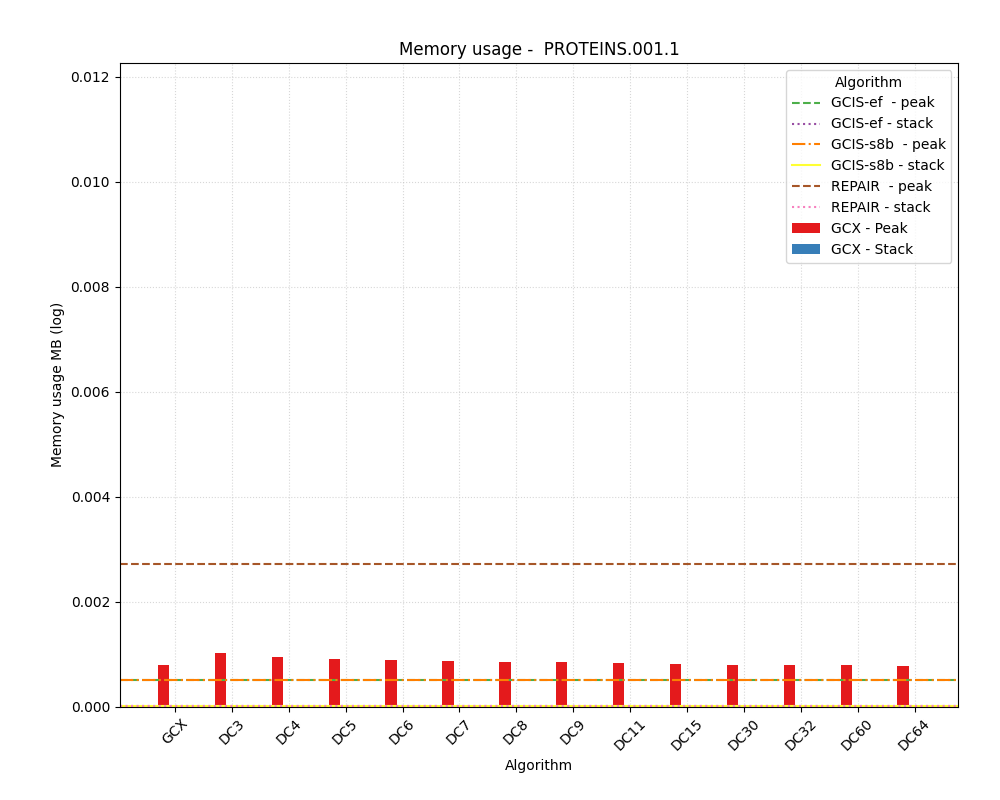 Memory usage -  PROTEINS.001.1
Memory usage MB (log)
0.012
0.010
0.008
0.006
0.004
0.002
0.000
Algorithm
GCIS-ef  - peak
GCIS-ef - stack
GCIS-s8b  - peak
GCIS-s8b - stack
REPAIR  - peak
REPAIR - stack
GCX - Peak
GCX - Stack
GCX DC3 DC4 DC5 DC6 DC7 DC8 DC9 DC11 DC15 DC30 DC32 DC60 DC64
Algorithm